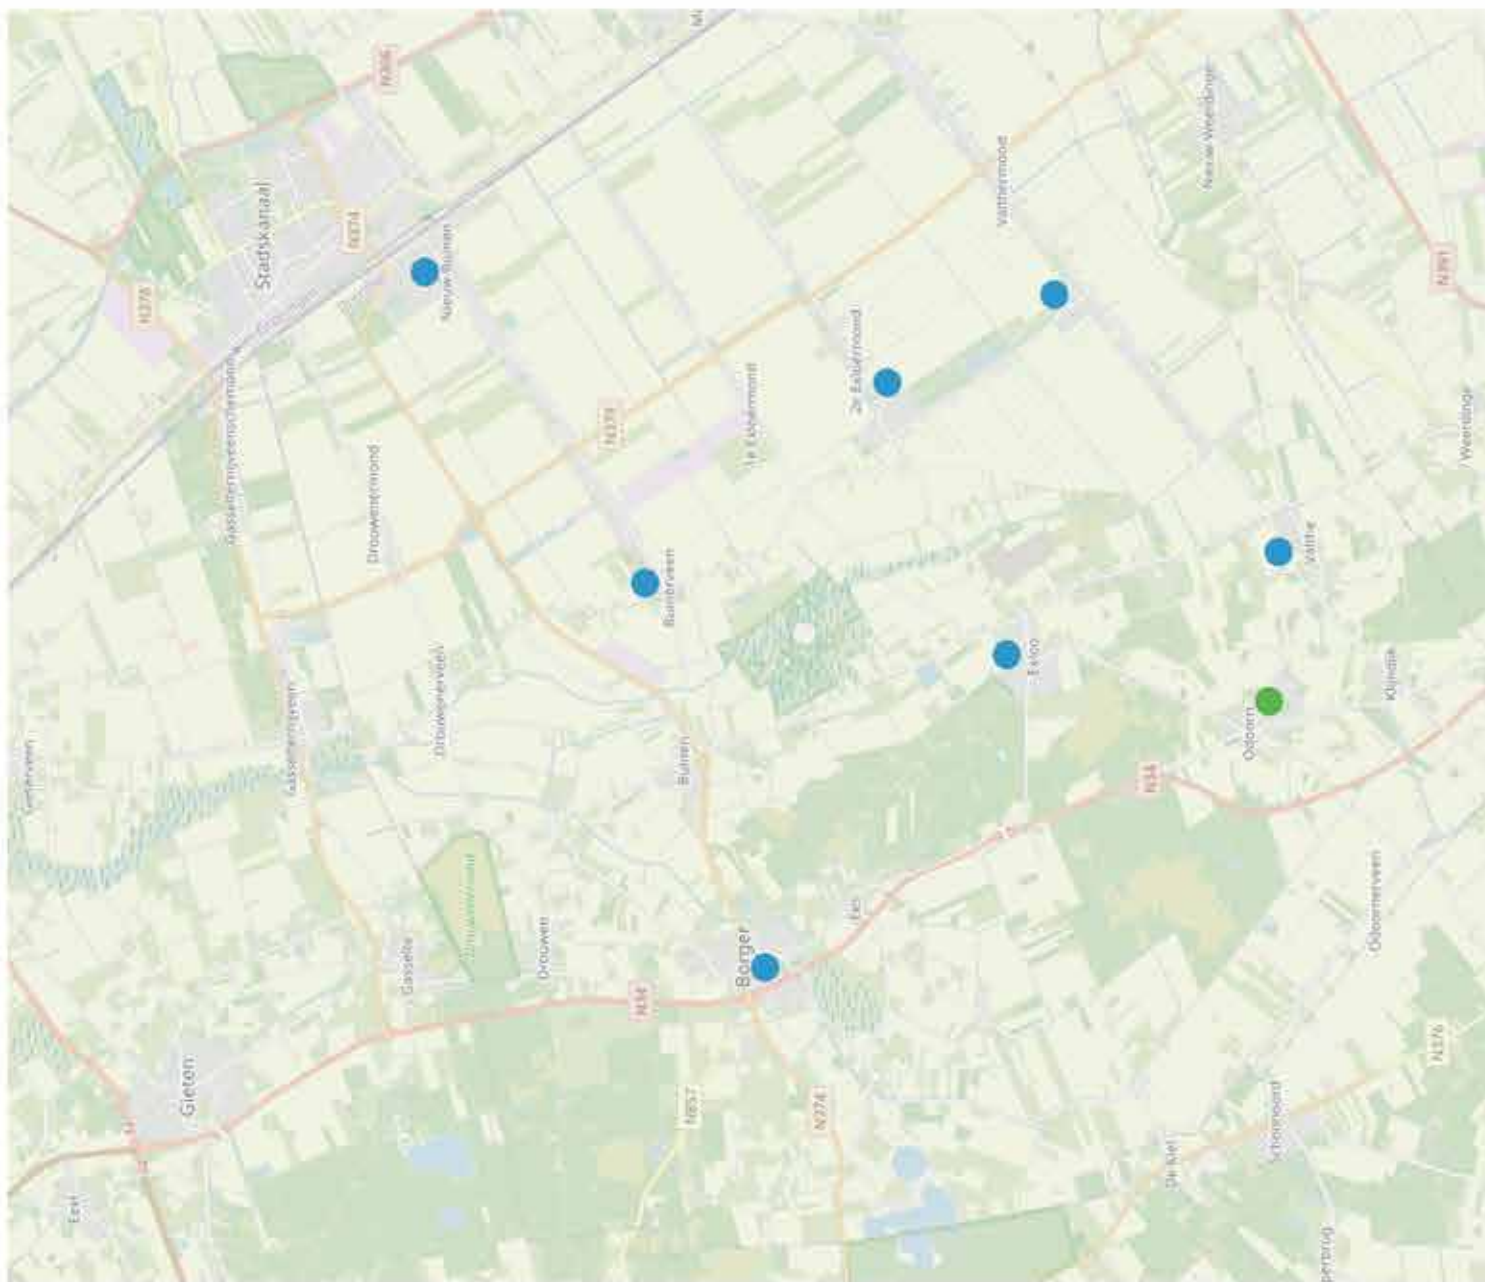 Gieterveen
Eext
N378
Gieten
Gasselternijveenschemond
Stadskanaal
Gasselternijveen
N374
Drouwenermond
N366
Gasselte
Drouwenerveen
Nieuw-Buinen
Drouwen
N379
N34
Buinerveen
Buinen
N857
Borger
1e Exloërmond
N374
Ees
2e Exloërmond
Valthermond
Exloo
N34
De Kiel
Nieuw-Weerdinge
Odoorn
Schoonoord
Valthe
Odoornerveen
Klijndijk
N376
N391
Weerdinge